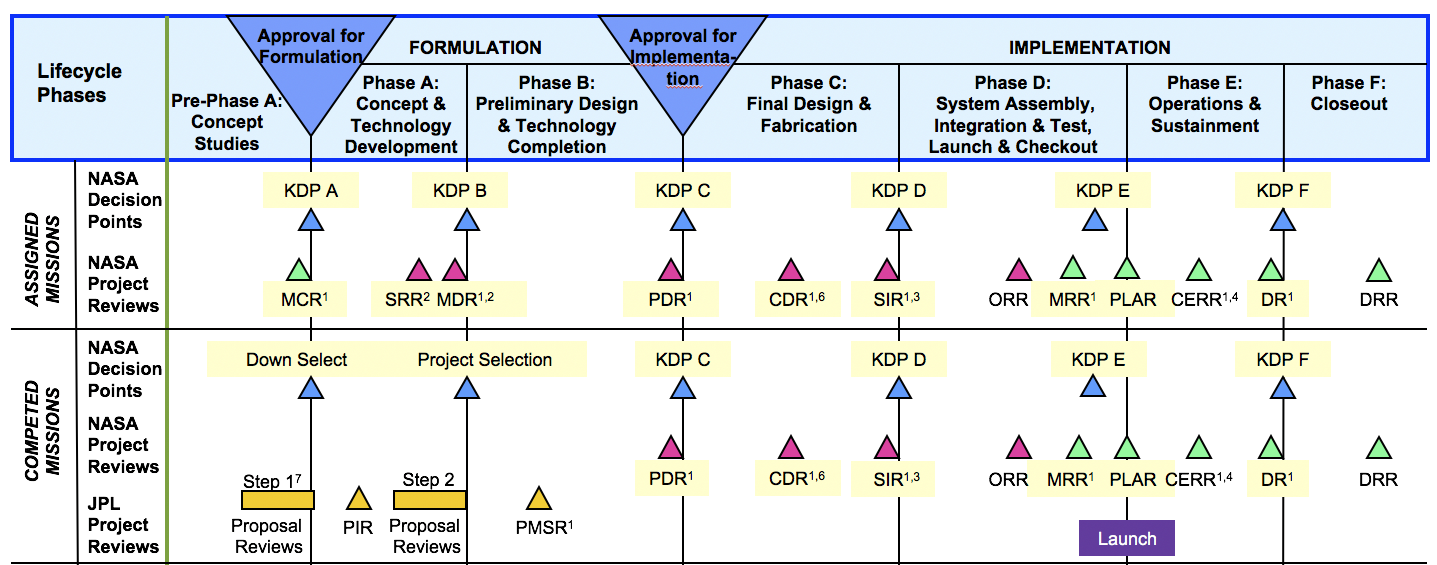 Lifecycle
Phases
Approval for
Formulation
FORMULATION
Approval for
Implementa-
tion
IMPLEMENTATION
Pre-Phase A:
Concept
Studies
Phase A:
Concept &
Technology
Development
Phase B:
Preliminary Design
& Technology
Completion
Phase C:
Final Design &
Fabrication
Phase D:
System Assembly,
Integration & Test,
Launch & Checkout
Phase E:
Operations &
Sustainment
Phase F:
Closeout
ASSIGNED
MISSIONS
NASA
Decision
Points
KDP A
KDP B
KDP C
KDP D
KDP E
KDP F
NASA
Project
Reviews
MCR¹
SRR²
MDR¹,²
PDR¹
CDR¹,⁶
SIR¹,³
ORR
MRR¹
PLAR
CERR¹,⁴
DR¹
DRR
COMPETED
MISSIONS
NASA
Decision
Points
Down Select
Project Selection
KDP C
KDP D
KDP E
KDP F
NASA
Project
Reviews
PDR¹
CDR¹,⁶
SIR¹,³
ORR
MRR¹
PLAR
CERR¹,⁴
DR¹
DRR
JPL
Project
Reviews
Step 1⁷
Proposal
Reviews
PIR
Step 2
Proposal
Reviews
PMSR¹
Launch